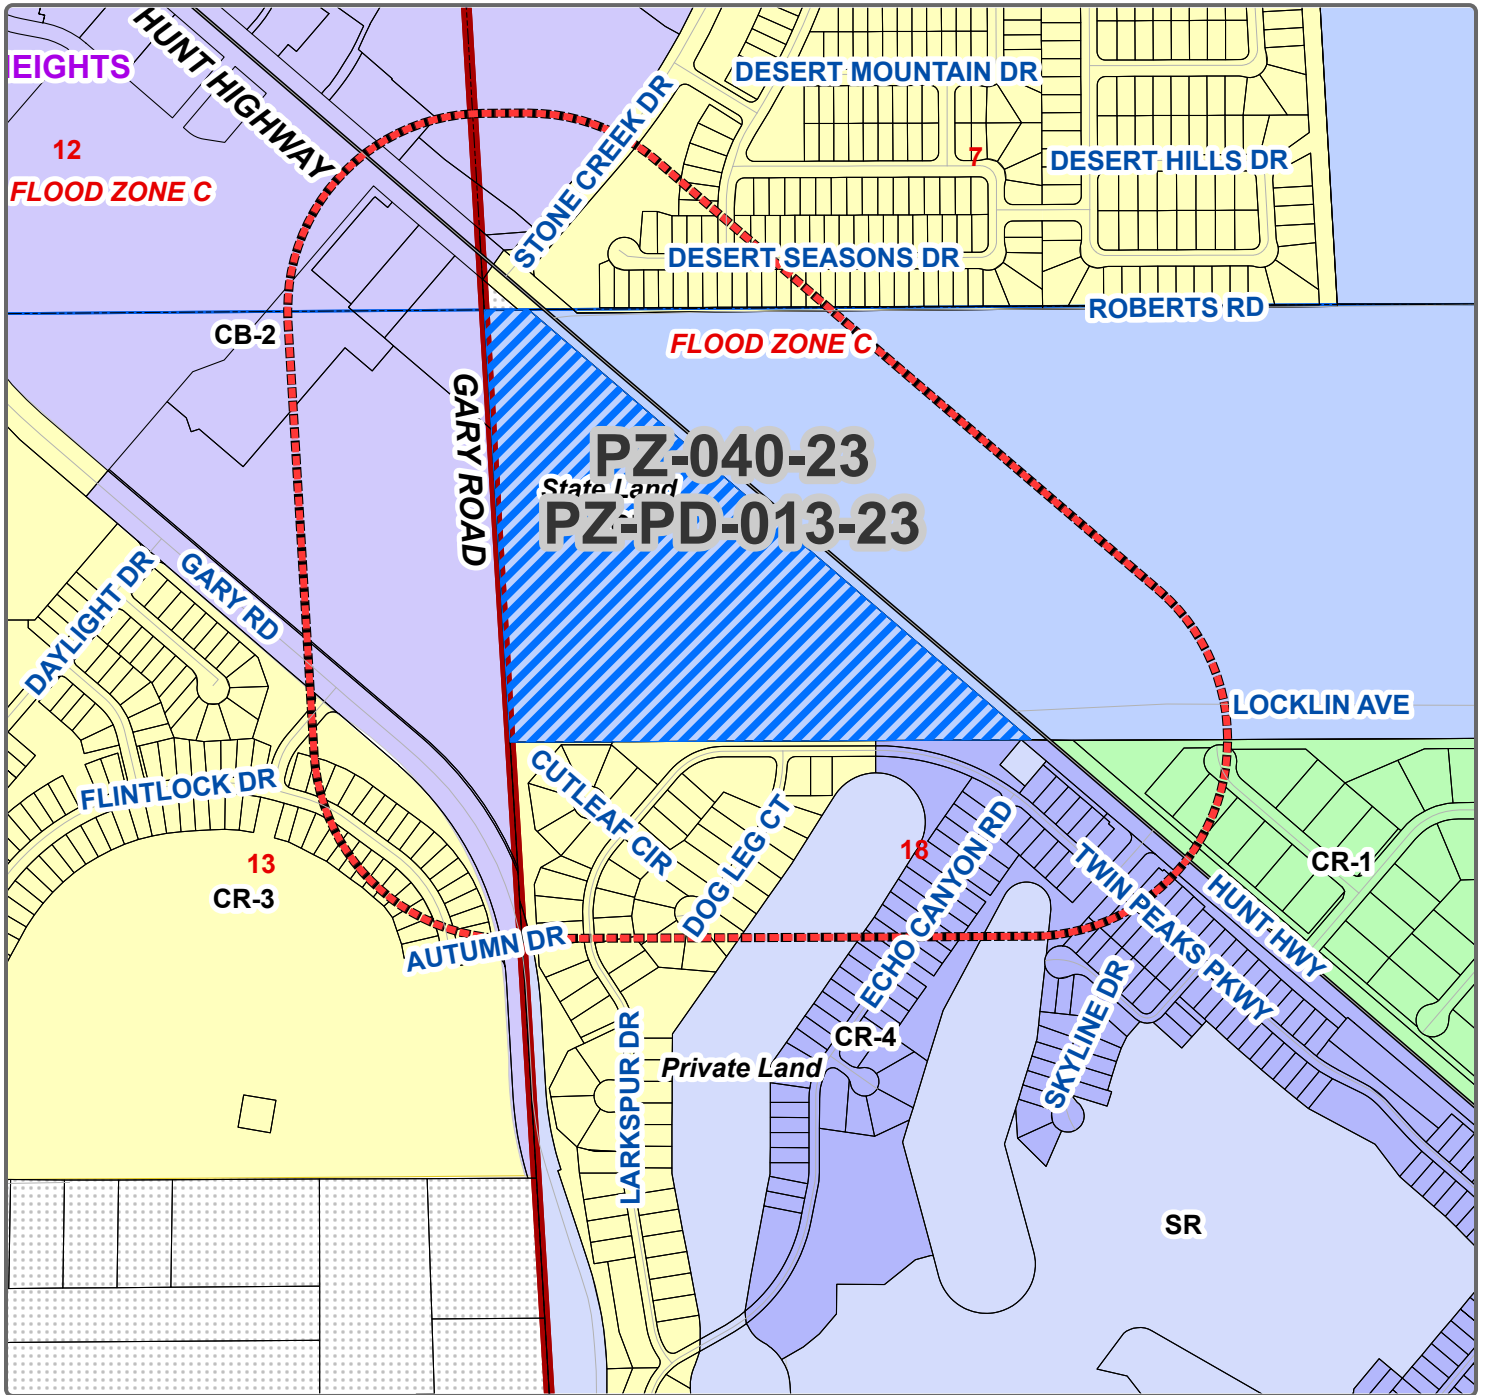 HUNT HIGHWAY
EIGHTS
DESERT MOUNTAIN DR
STONE CREEK DR
12
7
DESERT HILLS DR
FLOOD ZONE C
DESERT SEASONS DR
ROBERTS RD
CB-2
FLOOD ZONE C
GARY ROAD
PZ-040-23
State Land
PZ-PD-013-23
DAYLIGHT DR
GARY RD
LOCKLIN AVE
FLINTLOCK DR
CUTLEAF CIR
DOG LEG CT
18
ECHO CANYON RD
TWIN PEAKS PKWY
HUNT HWY
CR-1
13
CR-3
AUTUMN DR
SKYLINE DR
CR-4
LARKSPUR DR
Private Land
SR